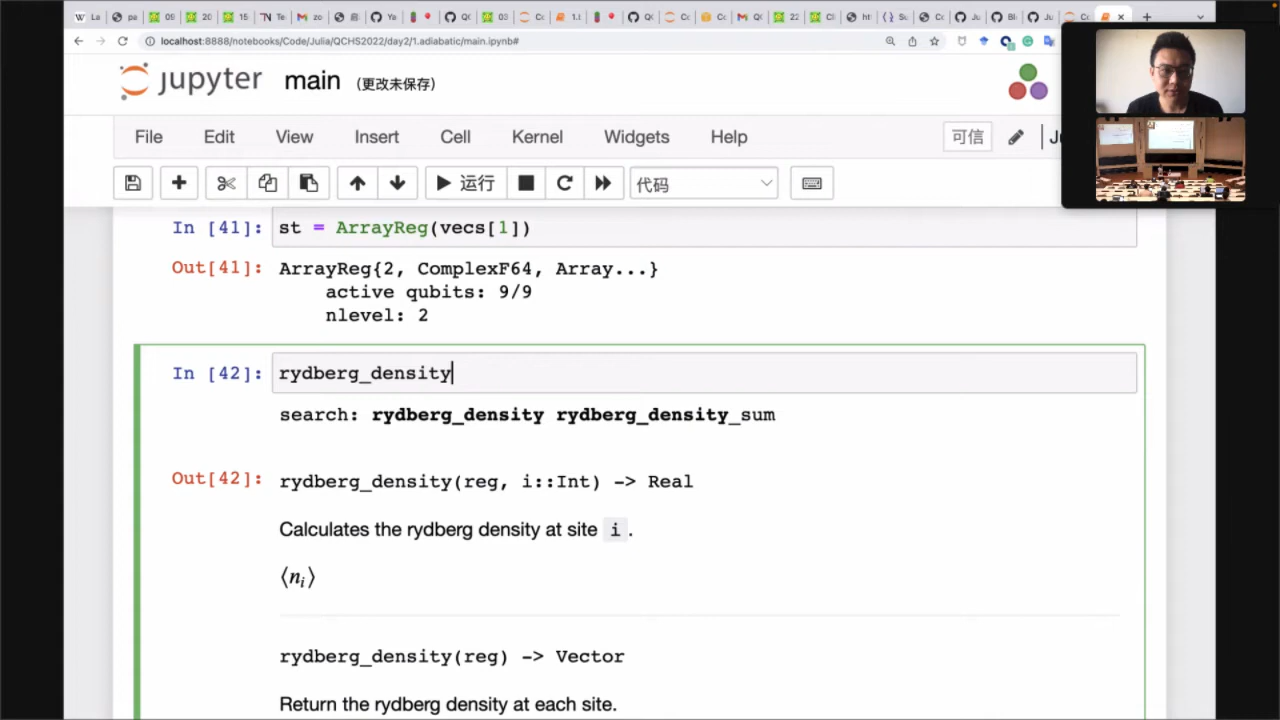 localhost:8888/notebooks/Code/Julia/QCHS2022/day2/1.adiabatic/main.ipynb#
jupyter main (更改未保存)
File Edit View Insert Cell Kernel Widgets Help 可信
运行 代码
In [41]: st = ArrayReg(vecs[1])
Out[41]: ArrayReg{2, ComplexF64, Array...}
active qubits: 9/9
nlevel: 2
In [42]: rydberg_density
search: rydberg_density rydberg_density_sum
Out[42]: rydberg_density(reg, i::Int) -> Real
Calculates the rydberg density at site i.
⟨nᵢ⟩
rydberg_density(reg) -> Vector
Return the rydberg density at each site.